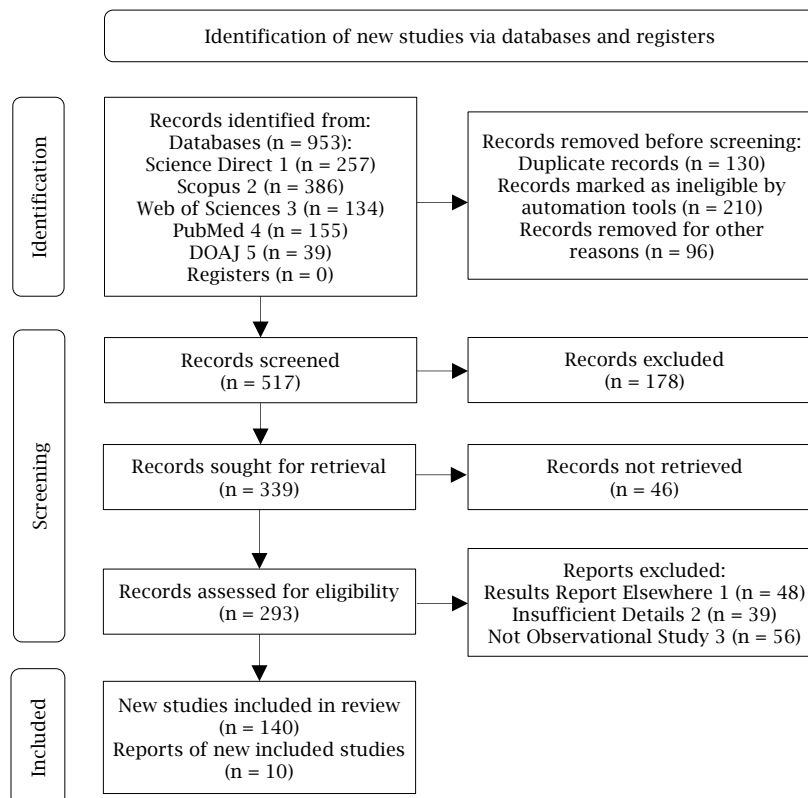 Identification of new studies via databases and registers
Identification
Records identified from:
Databases (n = 953):
Science Direct 1 (n = 257)
Scopus 2 (n = 386)
Web of Sciences 3 (n = 134)
PubMed 4 (n = 155)
DOAJ 5 (n = 39)
Registers (n = 0)
Records removed before screening:
Duplicate records (n = 130)
Records marked as ineligible by
automation tools (n = 210)
Records removed for other
reasons (n = 96)
Screening
Records screened
(n = 517)
Records excluded
(n = 178)
Records sought for retrieval
(n = 339)
Records not retrieved
(n = 46)
Records assessed for eligibility
(n = 293)
Reports excluded:
Results Report Elsewhere 1 (n = 48)
Insufficient Details 2 (n = 39)
Not Observational Study 3 (n = 56)
Included
New studies included in review
(n = 140)
Reports of new included studies
(n = 10)